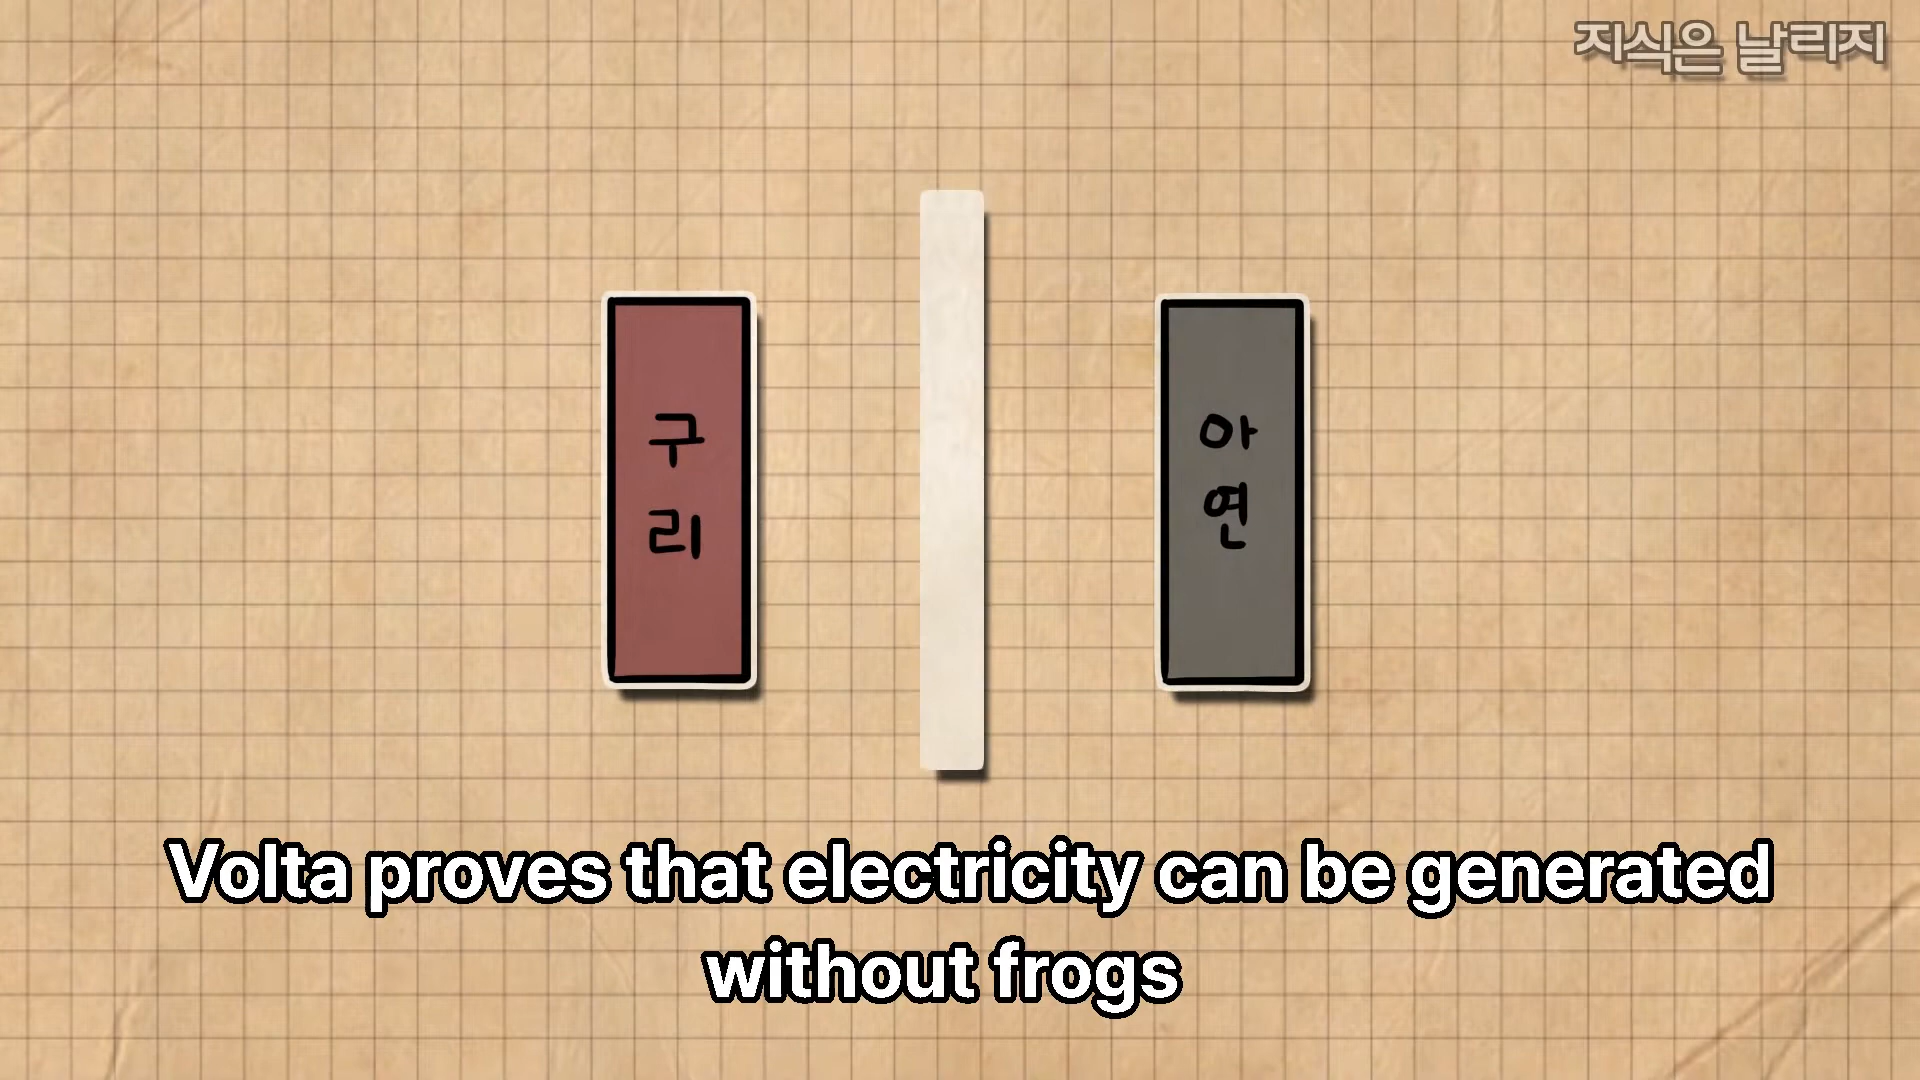 지식은 날리지
구
리
아
연
Volta proves that electricity can be generated
without frogs